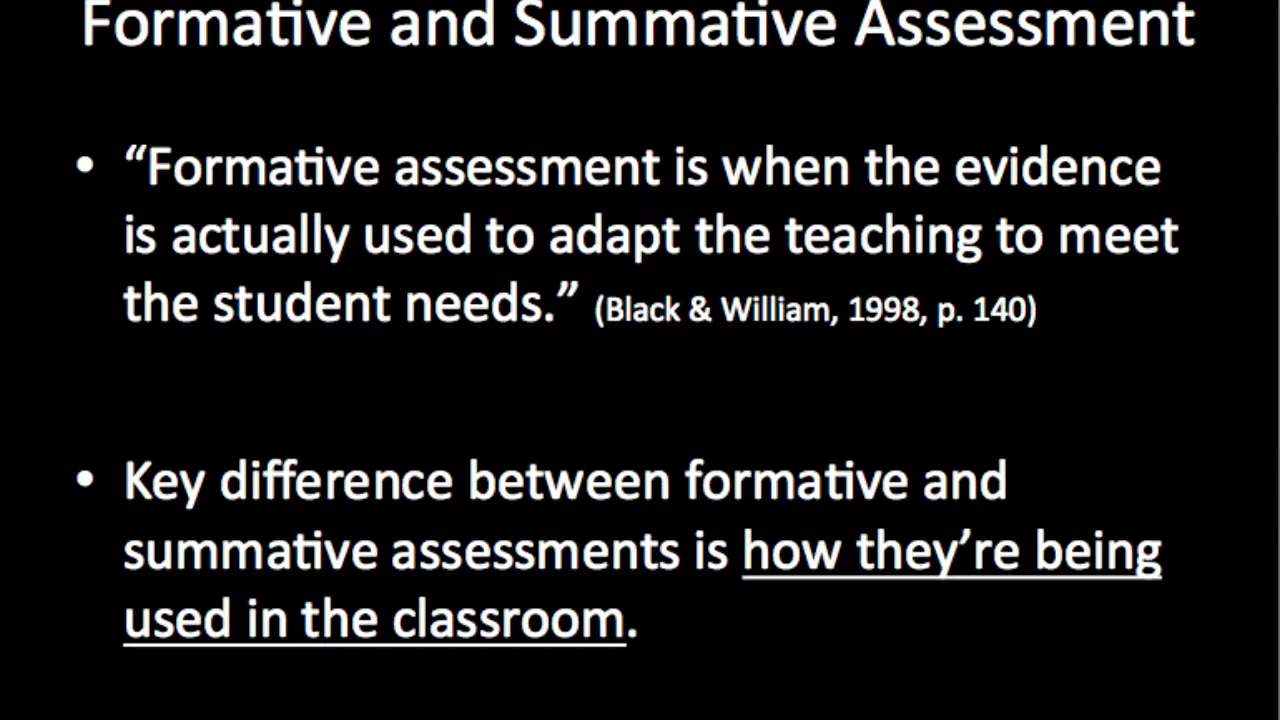 Formative and Summative Assessment
• “Formative assessment is when the evidence
is actually used to adapt the teaching to meet
the student needs.” (Black & William, 1998, p. 140)
• Key difference between formative and
summative assessments is how they’re being
used in the classroom.